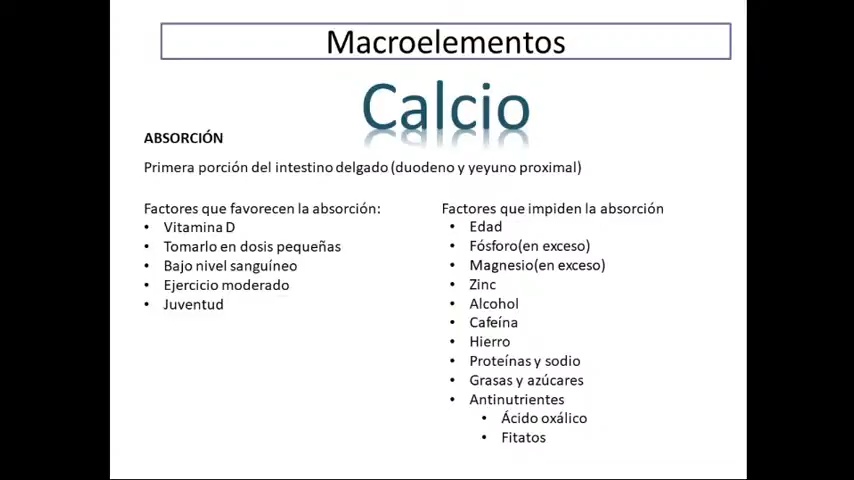 Macroelementos
Calcio
ABSORCIÓN
Primera porción del intestino delgado (duodeno y yeyuno proximal)
Factores que favorecen la absorción:
• Vitamina D
• Tomarlo en dosis pequeñas
• Bajo nivel sanguíneo
• Ejercicio moderado
• Juventud
Factores que impiden la absorción
• Edad
• Fósforo(en exceso)
• Magnesio(en exceso)
• Zinc
• Alcohol
• Cafeína
• Hierro
• Proteínas y sodio
• Grasas y azúcares
• Antinutrientes
• Ácido oxálico
• Fitatos